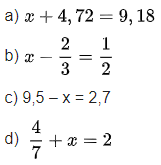 a) x + 4,72 = 9,18
b) x − 2/3 = 1/2
c) 9,5 – x = 2,7
d) 4/7 + x = 2